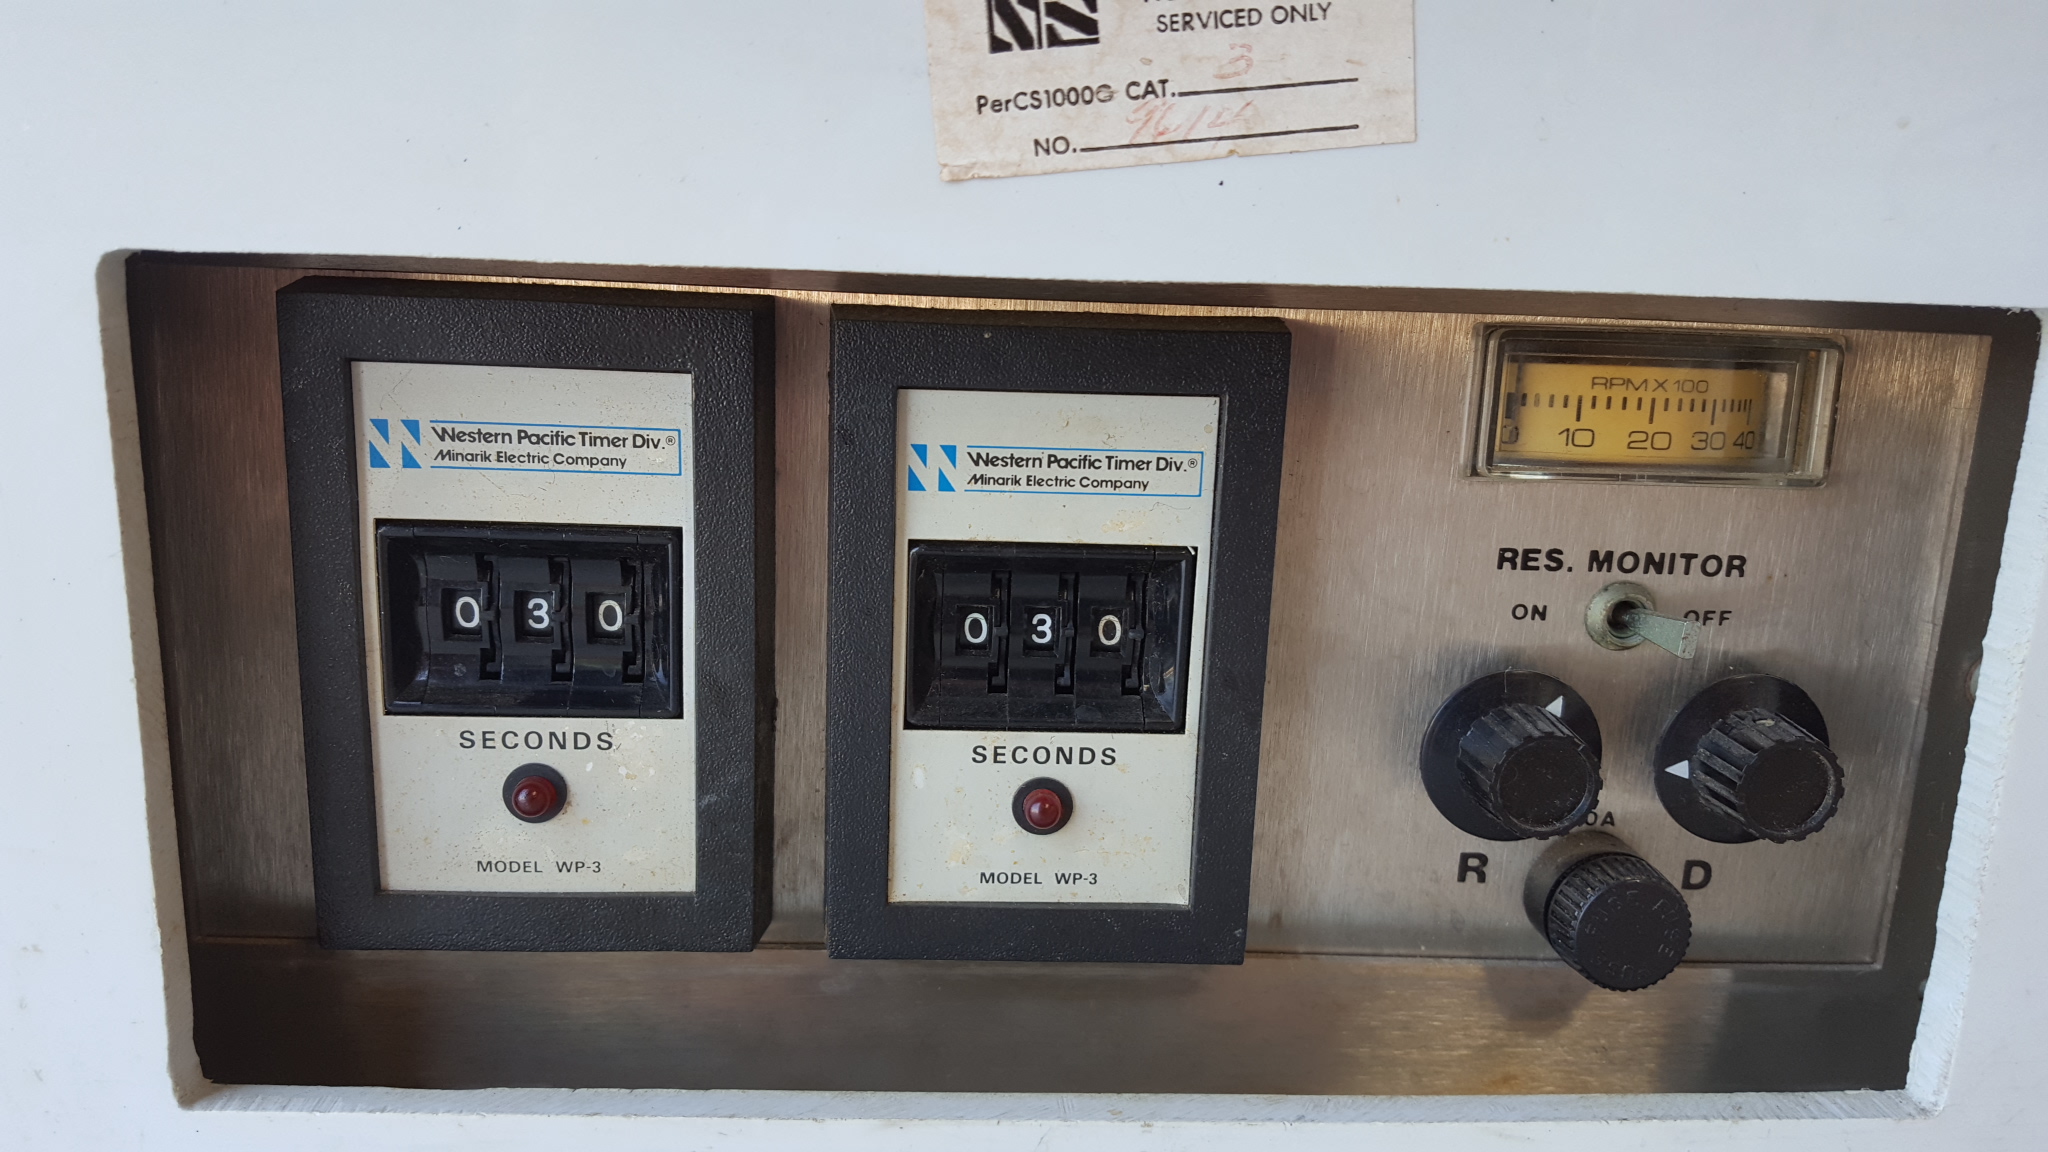 SERVICED ONLY
PerCS1000G CAT.
NO.
Western Pacific Timer Div.®
Minarik Electric Company
0 3 0
SECONDS
MODEL WP-3
Western Pacific Timer Div.®
Minarik Electric Company
0 3 0
SECONDS
MODEL WP-3
RPM X 100
0 10 20 30 40
RES. MONITOR
ON OFF
R D